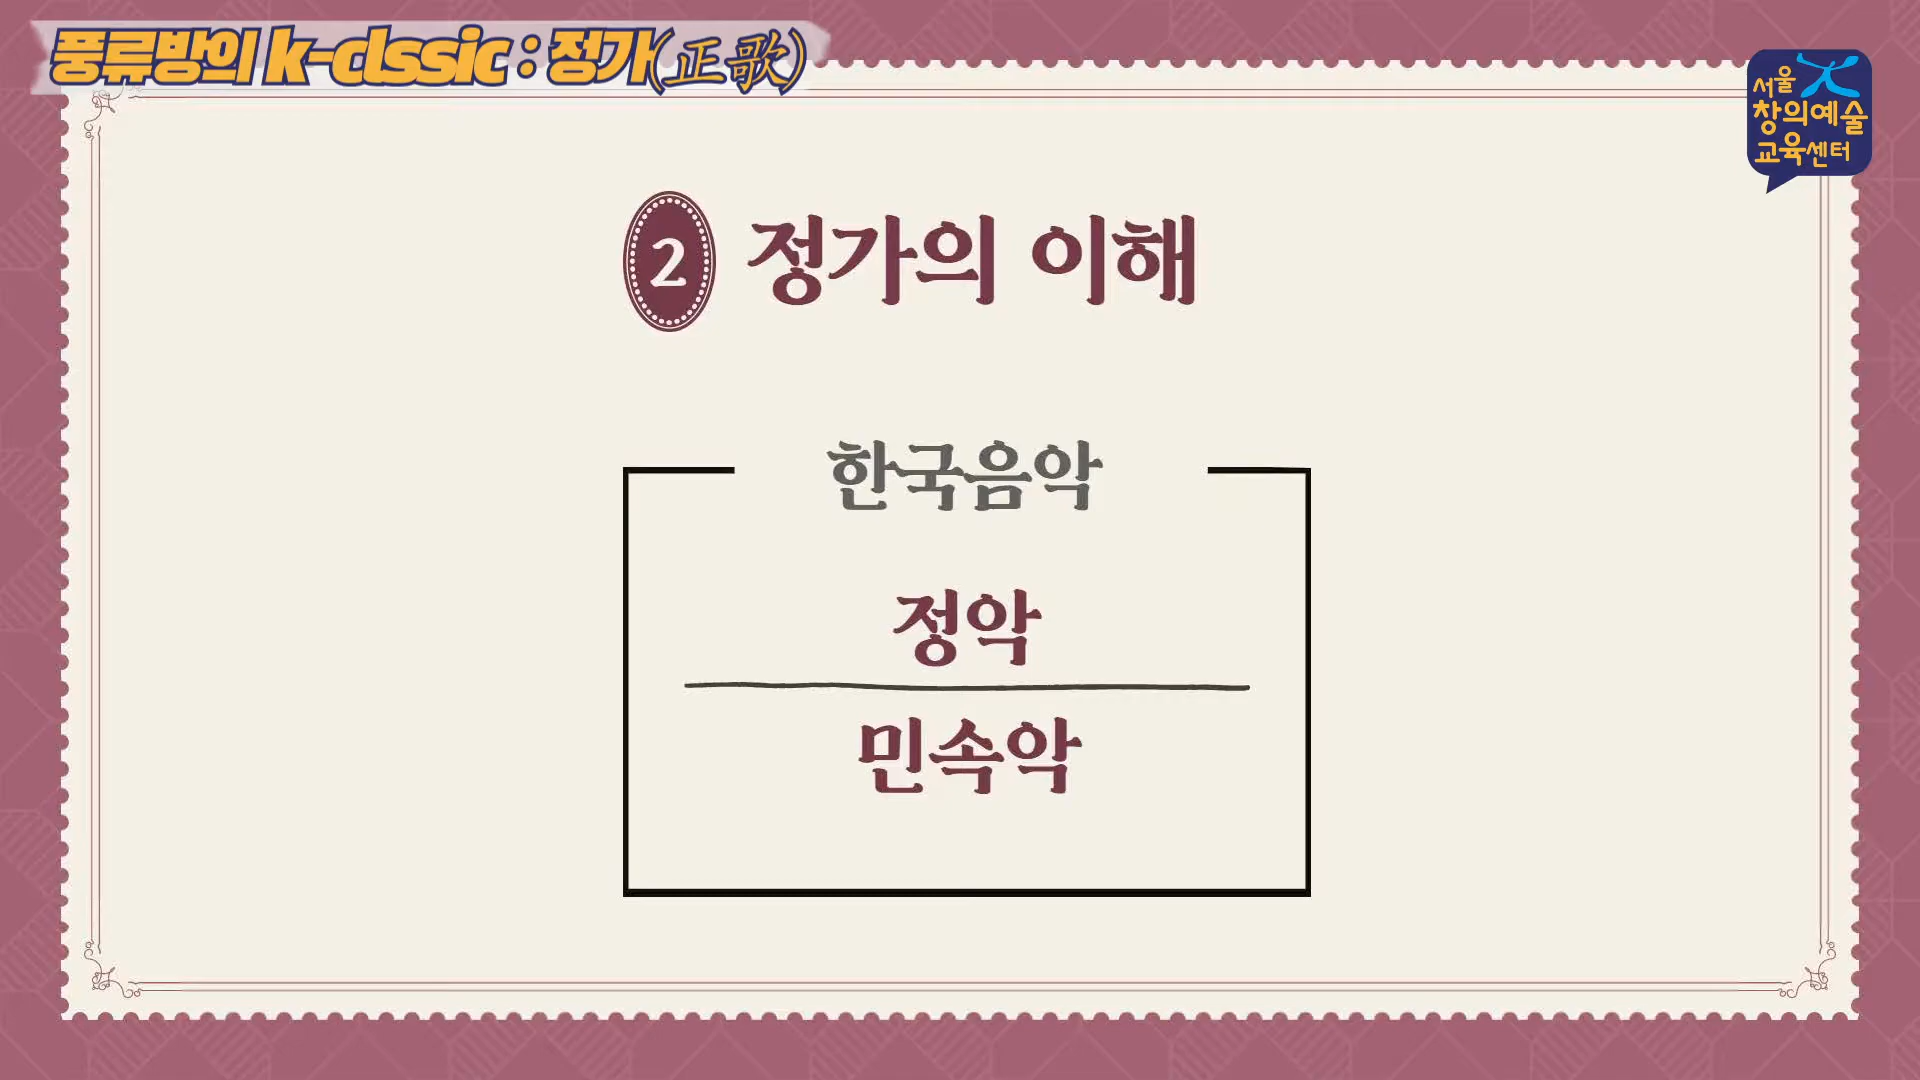 풍류방의 k-clssic : 정가(正歌)
서울
창의예술
교육센터
2 정가의 이해
한국음악
정악
민속악